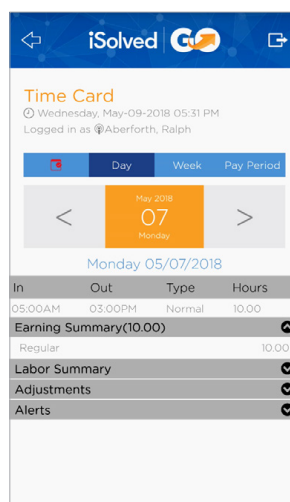 iSolved GO
Time Card
Wednesday, May-09-2018 05:31 PM
Logged in as Aberforth, Ralph
Day Week Pay Period
May 2018
< 07 >
Monday
Monday 05/07/2018
In Out Type Hours
05:00AM 03:00PM Normal 10.00
Earning Summary(10.00)
Regular 10.00
Labor Summary
Adjustments
Alerts